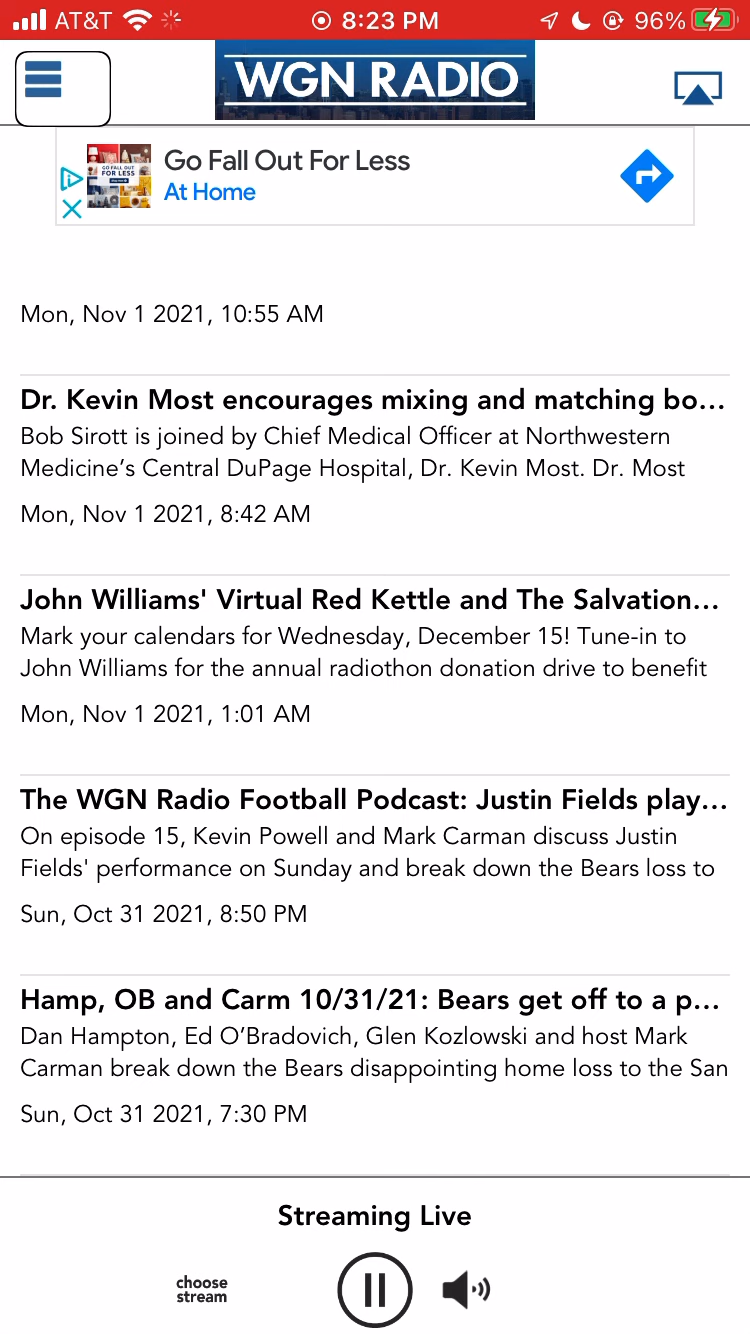 AT&T 8:23 PM 96%
WGN RADIO
GO FALL OUT
FOR LESS
Go Fall Out For Less
At Home
Mon, Nov 1 2021, 10:55 AM
Dr. Kevin Most encourages mixing and matching bo...
Bob Sirott is joined by Chief Medical Officer at Northwestern
Medicine’s Central DuPage Hospital, Dr. Kevin Most. Dr. Most
Mon, Nov 1 2021, 8:42 AM
John Williams' Virtual Red Kettle and The Salvation...
Mark your calendars for Wednesday, December 15! Tune-in to
John Williams for the annual radiothon donation drive to benefit
Mon, Nov 1 2021, 1:01 AM
The WGN Radio Football Podcast: Justin Fields play...
On episode 15, Kevin Powell and Mark Carman discuss Justin
Fields' performance on Sunday and break down the Bears loss to
Sun, Oct 31 2021, 8:50 PM
Hamp, OB and Carm 10/31/21: Bears get off to a p...
Dan Hampton, Ed O’Bradovich, Glen Kozlowski and host Mark
Carman break down the Bears disappointing home loss to the San
Sun, Oct 31 2021, 7:30 PM
Streaming Live
choose
stream